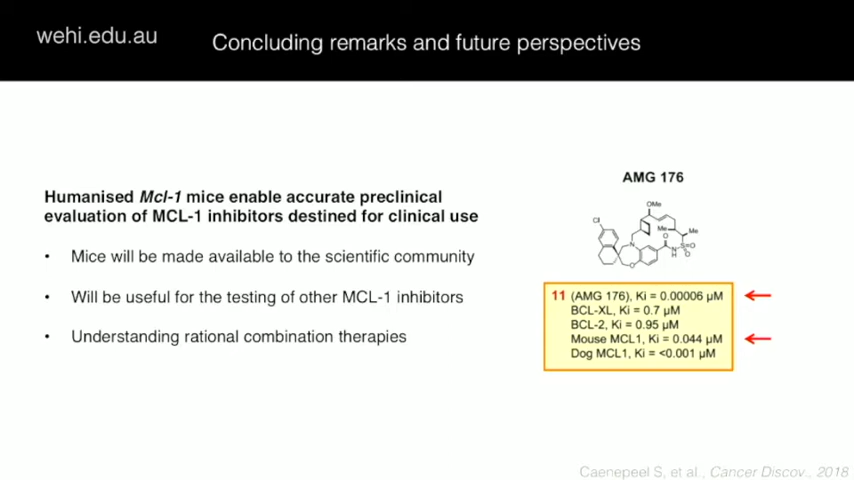 wehi.edu.au
Concluding remarks and future perspectives
Humanised Mcl-1 mice enable accurate preclinical
evaluation of MCL-1 inhibitors destined for clinical use
• Mice will be made available to the scientific community
• Will be useful for the testing of other MCL-1 inhibitors
• Understanding rational combination therapies
AMG 176
OMe
Cl
Me
Me
O
N
N
H
S
O
O
O
11 (AMG 176), Ki = 0.00006 µM
BCL-XL, Ki = 0.7 µM
BCL-2, Ki = 0.95 µM
Mouse MCL1, Ki = 0.044 µM
Dog MCL1, Ki = <0.001 µM
Caenepeel S, et al., Cancer Discov., 2018